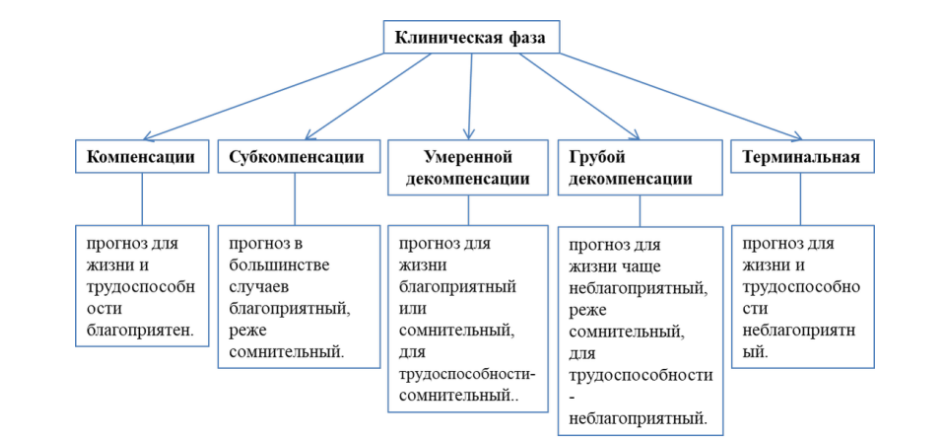 Клиническая фаза
Компенсации
Субкомпенсации
Умеренной
декомпенсации
Грубой
декомпенсации
Терминальная
прогноз для
жизни и
трудоспособн
ости
благоприятен.
прогноз в
большинстве
случаев
благоприятный,
реже
сомнительный.
прогноз для
жизни
благоприятный
или
сомнительный,
для
трудоспособности-
сомнительный..
прогноз для
жизни чаще
неблагоприятный,
реже
сомнительный,
для
трудоспособности
-
неблагоприятный.
прогноз для
жизни и
трудоспособно
сти
неблагоприятн
ый.